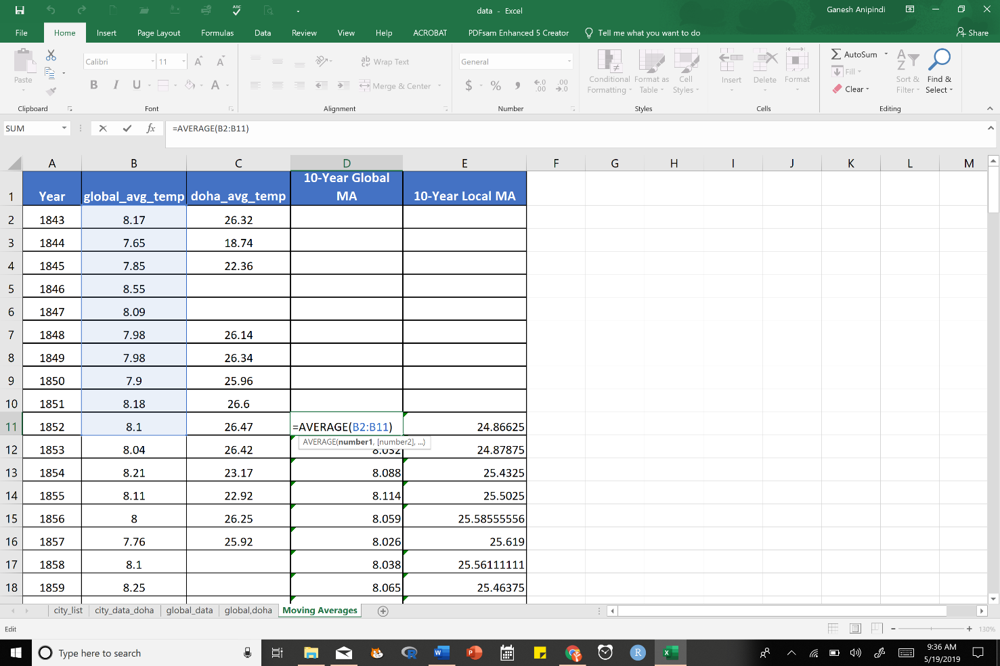 data - Excel
Ganesh Anipindi
File Home Insert Page Layout Formulas Data Review View Help ACROBAT PDFsam Enhanced 5 Creator Tell me what you want to do Share
Paste
Calibri 11
B I U A
ab Wrap Text
Merge & Center
General
$ % , .00 .00
Conditional Formatting
Format as Table
Cell Styles
Insert Delete Format
AutoSum
Fill
Clear
Sort & Filter
Find & Select
Clipboard Font Alignment Number Styles Cells Editing
SUM fx =AVERAGE(B2:B11)
A B C D E F G H I J K L M
1 Year global_avg_temp doha_avg_temp 10-Year Global MA 10-Year Local MA
2 1843 8.17 26.32
3 1844 7.65 18.74
4 1845 7.85 22.36
5 1846 8.55
6 1847 8.09
7 1848 7.98 26.14
8 1849 7.98 26.34
9 1850 7.9 25.96
10 1851 8.18 26.6
11 1852 8.1 26.47 =AVERAGE(B2:B11) 24.86625
AVERAGE(number1, [number2], ...)
12 1853 8.04 26.42 8.032 24.87875
13 1854 8.21 23.17 8.088 25.4325
14 1855 8.11 22.92 8.114 25.5025
15 1856 8 26.25 8.059 25.58555556
16 1857 7.76 25.92 8.026 25.619
17 1858 8.1 8.038 25.56111111
18 1859 8.25 8.065 25.46375
city_list city_data_doha global_data global,doha Moving Averages
Edit 130%
Type here to search
9:36 AM
5/19/2019